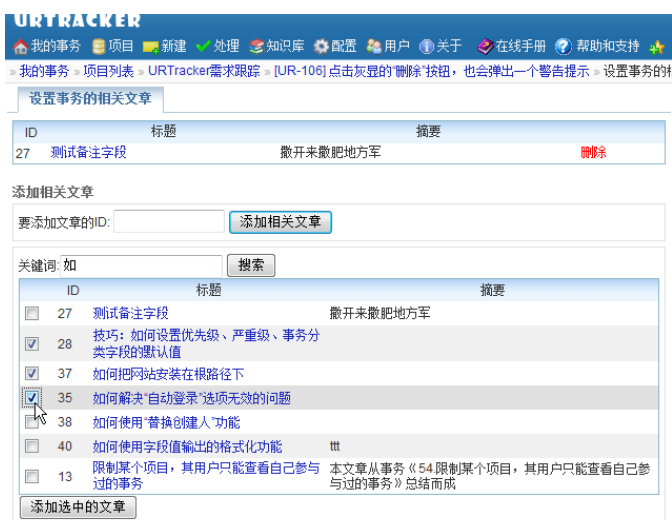 URTRACKER
我的事务 项目 新建 处理 知识库 配置 用户 关于 在线手册 帮助和支持
» 我的事务 » 项目列表 » URTracker需求跟踪 » [UR-106] 点击灰显的"删除"按钮，也会弹出一个警告提示 » 设置事务的
设置事务的相关文章
ID 标题 摘要
27 测试备注字段 撒开来撒肥地方军 删除
添加相关文章
要添加文章的ID: 添加相关文章
关键词: 如 搜索
ID 标题 摘要
27 测试备注字段 撒开来撒肥地方军
28 技巧：如何设置优先级、严重级、事务分
类字段的默认值
37 如何把网站安装在根路径下
35 如何解决"自动登录"选项无效的问题
38 如何使用"替换创建人"功能
40 如何使用字段值输出的格式化功能 ttt
13 限制某个项目，其用户只能查看自己参与 本文章从事务《54.限制某个项目，其用户只能查看自己参
过的事务 与过的事务》总结而成
添加选中的文章